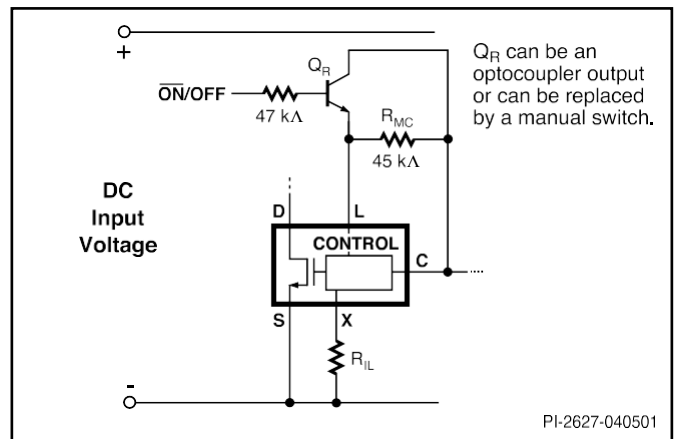 +
Q_R
Q_R can be an
optocoupler output
or can be replaced
by a manual switch.
O̅N̅/OFF
47 kΛ
R_MC
45 kΛ
DC
Input
Voltage
D
L
CONTROL
C
S
X
R_IL
-
PI-2627-040501